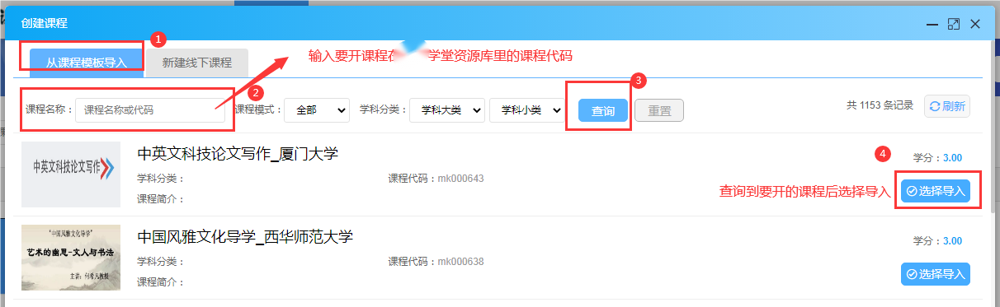 创建课程
1
从课程模板导入
新建线下课程
输入要开课程在 学堂资源库里的课程代码
2
3
课程名称：
课程名称或代码
课程模式：
全部
学科分类：
学科大类
学科小类
查询
重置
共 1153 条记录
刷新
中英文科技论文写作
中英文科技论文写作_厦门大学
学科分类：
课程代码：mk000643
课程简介：
4
学分：3.00
查询到要开的课程后选择导入
选择导入
"中国风雅文化导学"
艺术的幽思-文人与书法
主讲：何希凡教授
中国风雅文化导学_西华师范大学
学科分类：
课程代码：mk000638
课程简介：
学分：3.00
选择导入